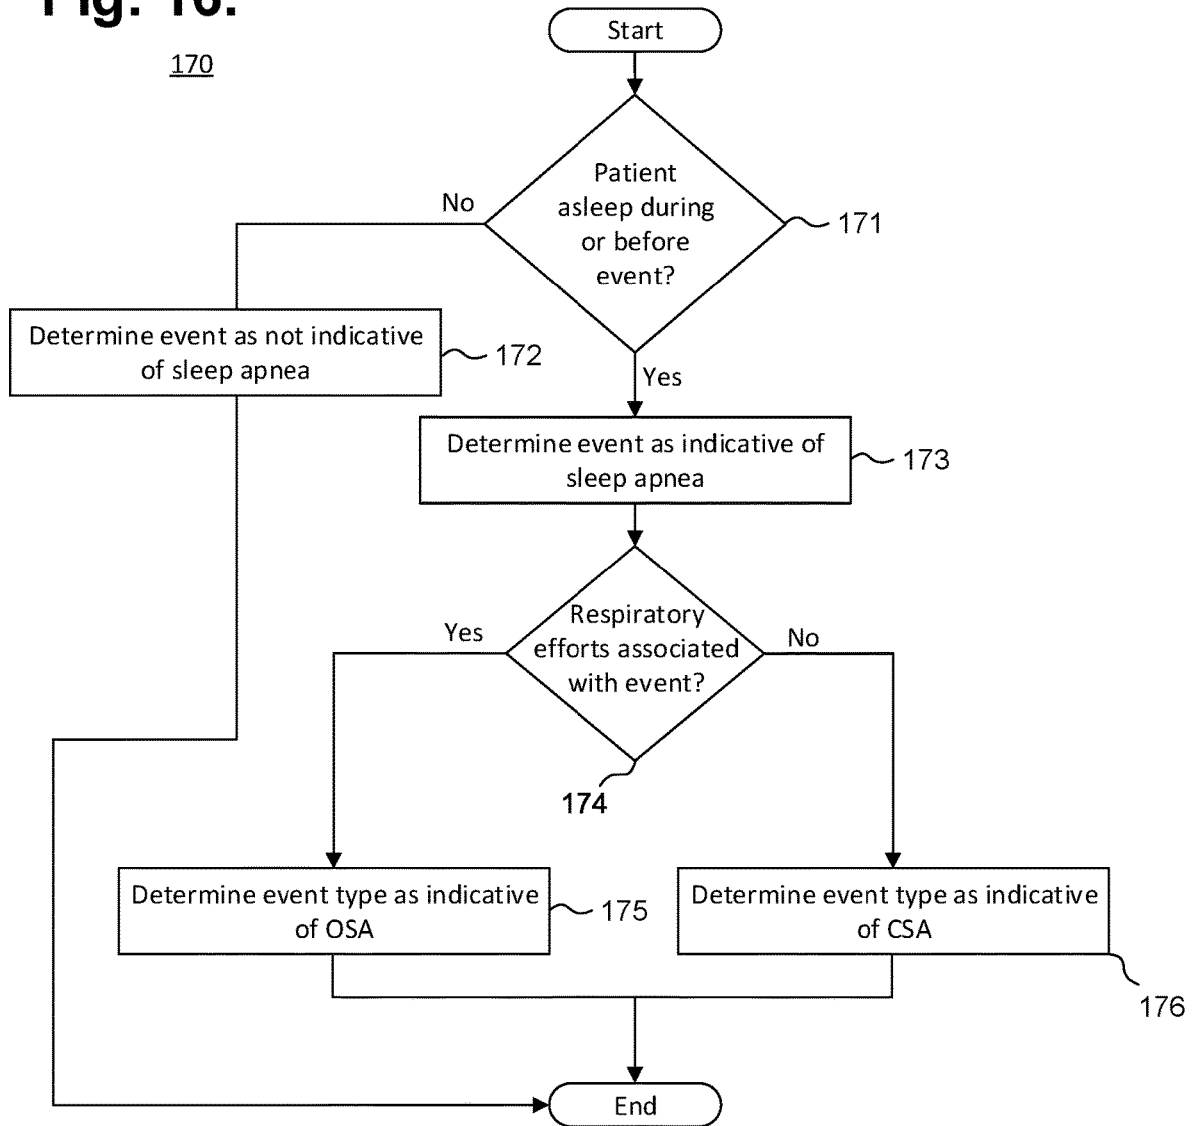 Fig. 16.
170
Start
Patient
asleep during
or before
event?
No
171
Determine event as not indicative
of sleep apnea
172
Yes
Determine event as indicative of
sleep apnea
173
Respiratory
efforts associated
with event?
Yes
No
174
Determine event type as indicative
of OSA
175
Determine event type as indicative
of CSA
176
End